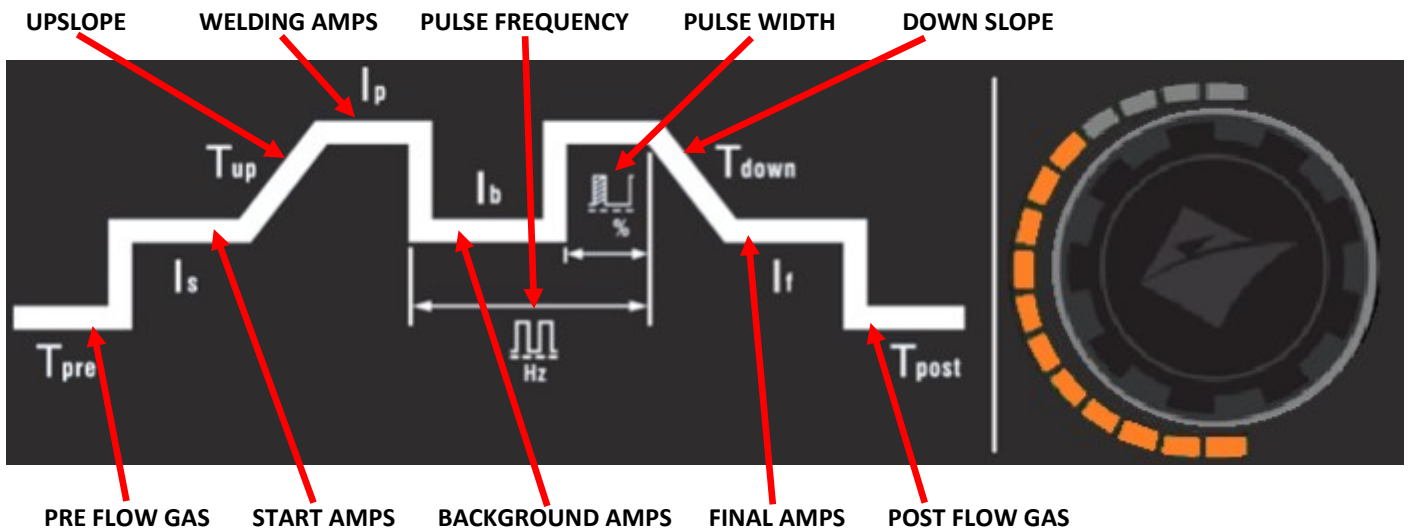 UPSLOPE WELDING AMPS PULSE FREQUENCY PULSE WIDTH DOWN SLOPE
Ip
Tup
Tdown
Ib
%
Is
If
Tpre
Hz
Tpost
PRE FLOW GAS START AMPS BACKGROUND AMPS FINAL AMPS POST FLOW GAS